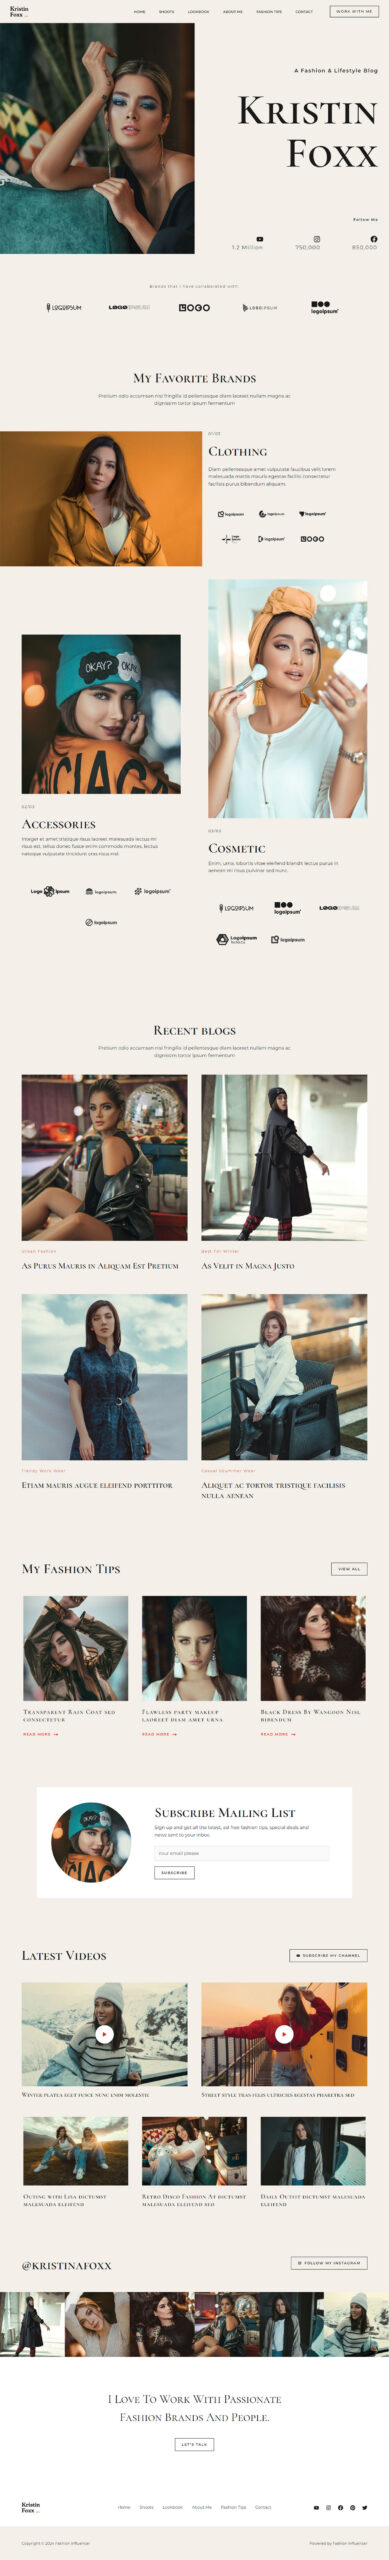 Kristin
Foxx
HOME
SHOOTS
LOOKBOOK
ABOUT ME
FASHION TIPS
CONTACT
WORK WITH ME
A Fashion & Lifestyle Blog
Kristin
Foxx
Follow Me
1.2 Million
750,000
850,000
Brands that I have collaborated with:
LOGOIPSUM
LOGO
LOGOIPSUM
logoipsum
My Favorite Brands
Pretium odio accumsan nisl fringilla id pellentesque diam laoreet nullam magna ac
dignissim tortor ipsum fermentum
01/03
Clothing
Diam pellentesque amet vulputate faucibus velit lorem
malesuada mattis mauris egestas facilisi consectetur
facilisis purus bibendum aliquam.
logoipsum
logoipsum
logoipsum
logoipsum
LOGO
OKAY?
OKAY
02/03
Accessories
Integer et amet tristique risus laoreet malesuada lectus mi
risus est, tellus donec fusce enim commodo montes, lectus
natoque vulputate tincidunt cras risus nisl.
Logo Ipsum
logoipsum
logoipsum
logoipsum
03/03
Cosmetic
Enim, urna, lobortis vitae eleifend blandit lectus purus in
aenean mi risus pulvinar sed nunc.
LOGOIPSUM
logoipsum
Logoipsum
logoipsum
Recent blogs
Pretium odio accumsan nisl fringilla id pellentesque diam laoreet nullam magna ac
dignissim tortor ipsum fermentum
Urban Fashion
As Purus Mauris in Aliquam Est Pretium
Best For Winter
As Velit in Magna Justo
Trendy Work Wear
Etiam mauris augue eleifend porttitor
Casual Wear
Aliquet ac tortor tristique facilisis
nulla aenean
My Fashion Tips
VIEW ALL
Transparent Rain Coat sed
consectetur
READ MORE
Flawless party makeup
laoreet diam amet urna
READ MORE
Black Dress By Wangoon Nisl
bibendum
READ MORE
Subscribe Mailing List
Sign up and get all the latest, ad free fashion tips, special deals and
news sent to your inbox.
Your email please
SUBSCRIBE
Latest Videos
SUBSCRIBE MY CHANNEL
Winter platea eget fusce nunc enim molestie
Street style tras felis ultricies egestas pharetra sed
Outing with Lisa dictumst
malesuada eleifend
Retro Disco Fashion At dictumst
malesuada eleifend sed
Daily Outfit dictumst malesuada
eleifend
@kristinafoxx
FOLLOW MY INSTAGRAM
I Love To Work With Passionate
Fashion Brands And People.
LET'S TALK
Kristin
Foxx
Home
Shoots
Lookbook
About Me
Fashion Tips
Contact
Copyright © 2024 Fashion Influencer
Powered by Fashion Influencer